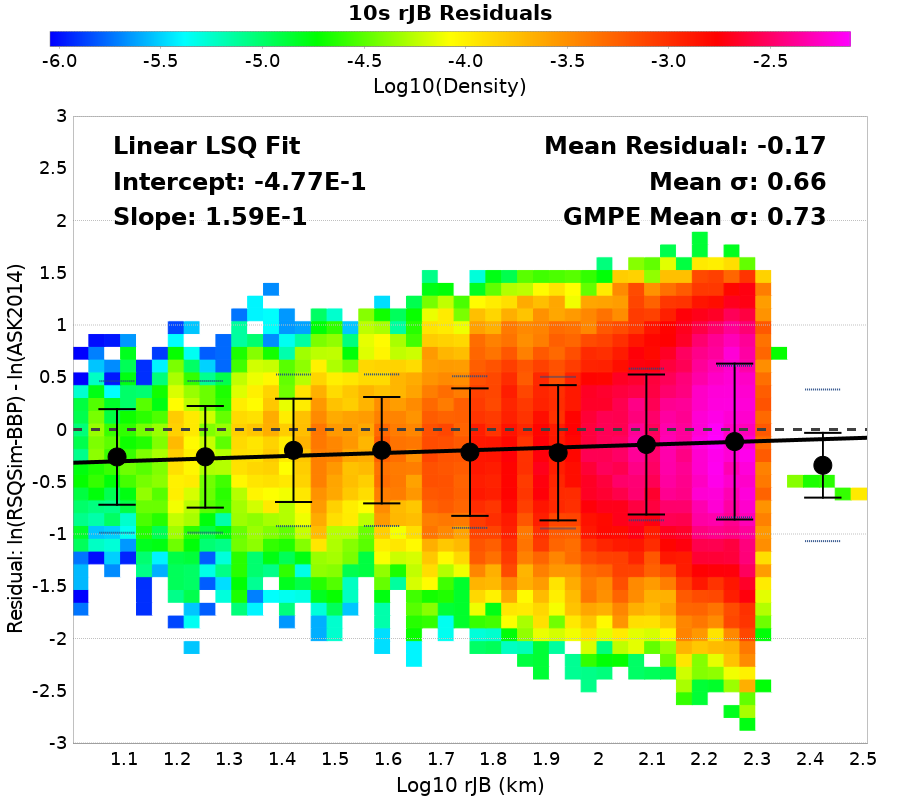 10s rJB Residuals
-6.0 -5.5 -5.0 -4.5 -4.0 -3.5 -3.0 -2.5
Log10(Density)
Linear LSQ Fit
Intercept: -4.77E-1
Slope: 1.59E-1
Mean Residual: -0.17
Mean σ: 0.66
GMPE Mean σ: 0.73
Residual: ln(RSQSim-BBP) - ln(ASK2014)
3
2.5
2
1.5
1
0.5
0
-0.5
-1
-1.5
-2
-2.5
-3
1.1 1.2 1.3 1.4 1.5 1.6 1.7 1.8 1.9 2 2.1 2.2 2.3 2.4 2.5
Log10 rJB (km)